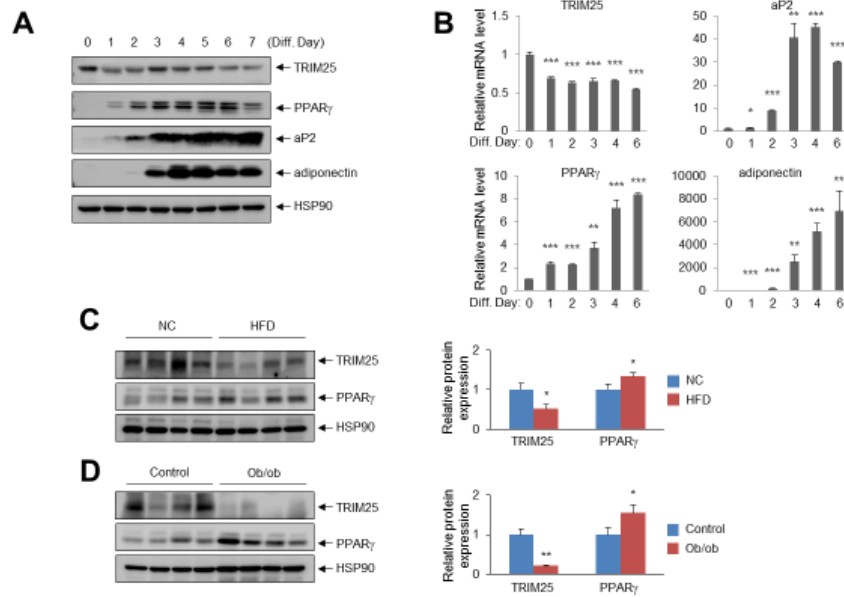 A
0 1 2 3 4 5 6 7 (Diff. Day)
TRIM25
PPARγ
aP2
adiponectin
HSP90
B
TRIM25
Relative mRNA level
1.5
1
0.5
0
*** *** *** *** ***
Diff. Day: 0 1 2 3 4 6
aP2
50
40
30
20
10
0
* *** ** *** ***
0 1 2 3 4 6
PPARγ
Relative mRNA level
10
8
6
4
2
0
*** *** ** *** ***
Diff. Day: 0 1 2 3 4 6
adiponectin
10000
8000
6000
4000
2000
0
*** *** ** *** **
0 1 2 3 4 6
C
NC HFD
TRIM25
PPARγ
HSP90
Relative protein
expression
2
1
0
* *
TRIM25 PPARγ
NC
HFD
D
Control Ob/ob
TRIM25
PPARγ
HSP90
Relative protein
expression
2
1
0
** *
TRIM25 PPARγ
Control
Ob/ob